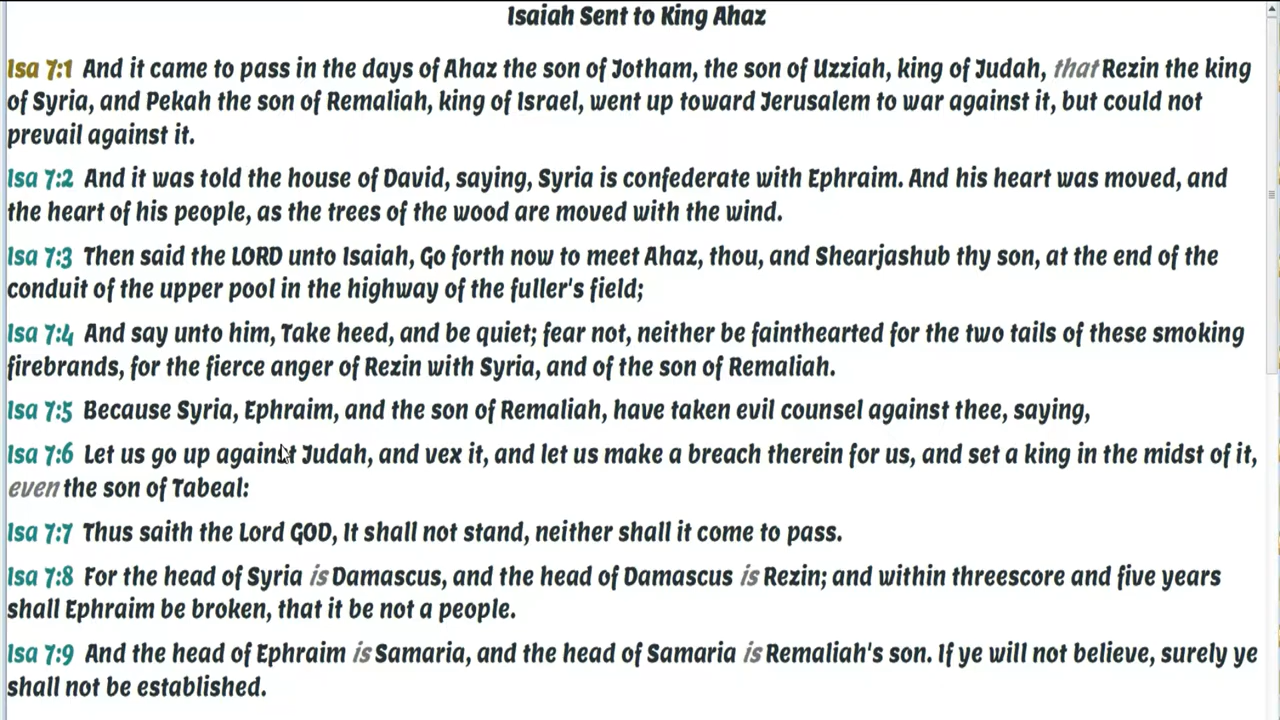 Isaiah Sent to King Ahaz
Isa 7:1 And it came to pass in the days of Ahaz the son of Jotham, the son of Uzziah, king of Judah, that Rezin the king
of Syria, and Pekah the son of Remaliah, king of Israel, went up toward Jerusalem to war against it, but could not
prevail against it.
Isa 7:2 And it was told the house of David, saying, Syria is confederate with Ephraim. And his heart was moved, and
the heart of his people, as the trees of the wood are moved with the wind.
Isa 7:3 Then said the LORD unto Isaiah, Go forth now to meet Ahaz, thou, and Shearjashub thy son, at the end of the
conduit of the upper pool in the highway of the fuller's field;
Isa 7:4 And say unto him, Take heed, and be quiet; fear not, neither be fainthearted for the two tails of these smoking
firebrands, for the fierce anger of Rezin with Syria, and of the son of Remaliah.
Isa 7:5 Because Syria, Ephraim, and the son of Remaliah, have taken evil counsel against thee, saying,
Isa 7:6 Let us go up against Judah, and vex it, and let us make a breach therein for us, and set a king in the midst of it,
even the son of Tabeal:
Isa 7:7 Thus saith the Lord GOD, It shall not stand, neither shall it come to pass.
Isa 7:8 For the head of Syria is Damascus, and the head of Damascus is Rezin; and within threescore and five years
shall Ephraim be broken, that it be not a people.
Isa 7:9 And the head of Ephraim is Samaria, and the head of Samaria is Remaliah's son. If ye will not believe, surely ye
shall not be established.